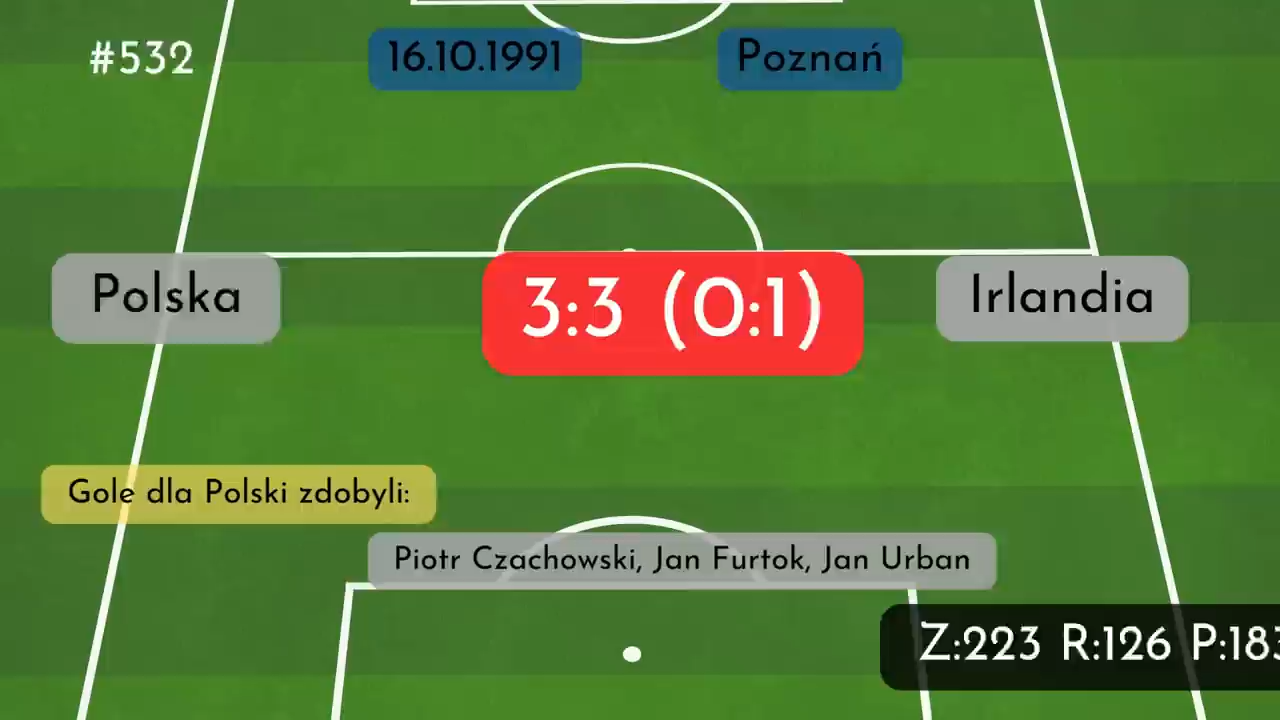 #532
16.10.1991
Poznań
Polska
3:3 (0:1)
Irlandia
Gole dla Polski zdobyli:
Piotr Czachowski, Jan Furtok, Jan Urban
Z:223 R:126 P:183